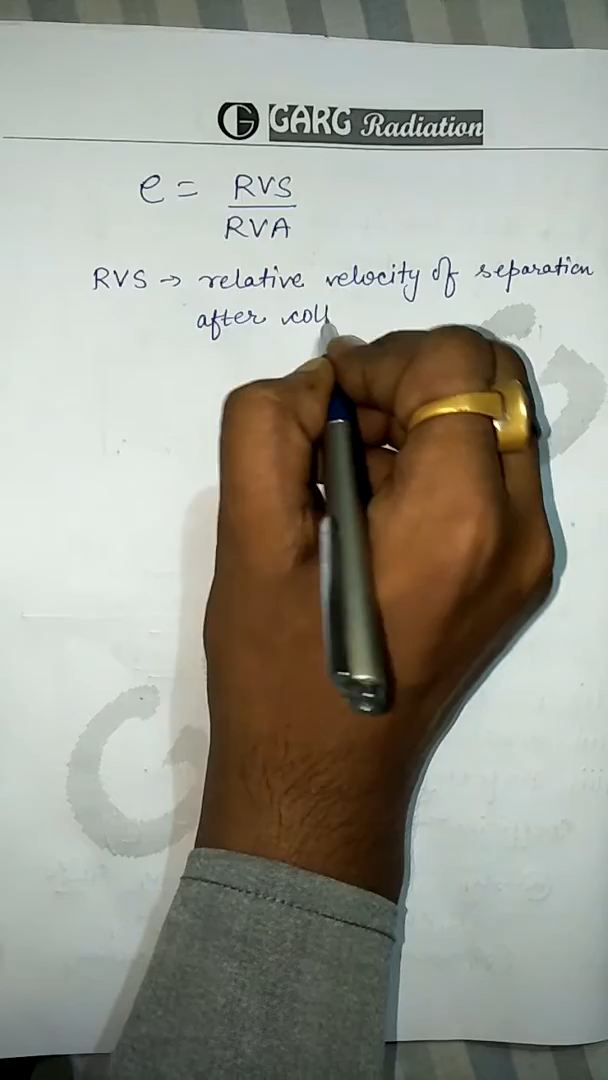 GARG Radiation
e = RVS
RVA
RVS → relative velocity of separation
after coll